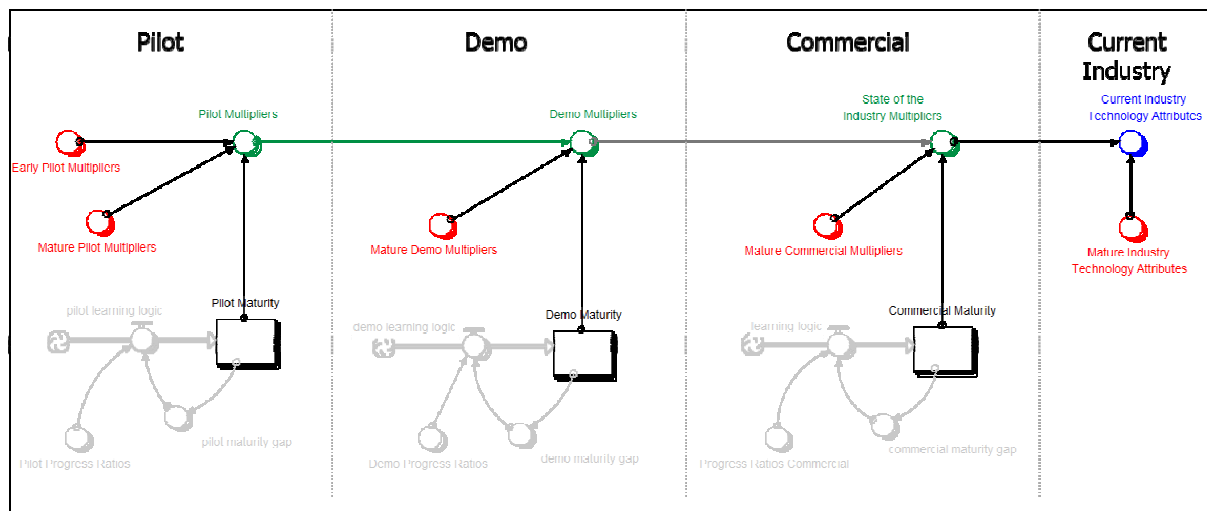 Pilot
Demo
Commercial
Current
Industry
Pilot Multipliers
Demo Multipliers
State of the
Industry Multipliers
Current Industry
Technology Attributes
Early Pilot Multipliers
Mature Pilot Multipliers
Mature Demo Multipliers
Mature Commercial Multipliers
Mature Industry
Technology Attributes
pilot learning logic
Pilot Maturity
demo learning logic
Demo Maturity
learning logic
Commercial Maturity
Pilot Progress Ratios
pilot maturity gap
Demo Progress Ratios
demo maturity gap
Progress Ratios Commercial
commercial maturity gap